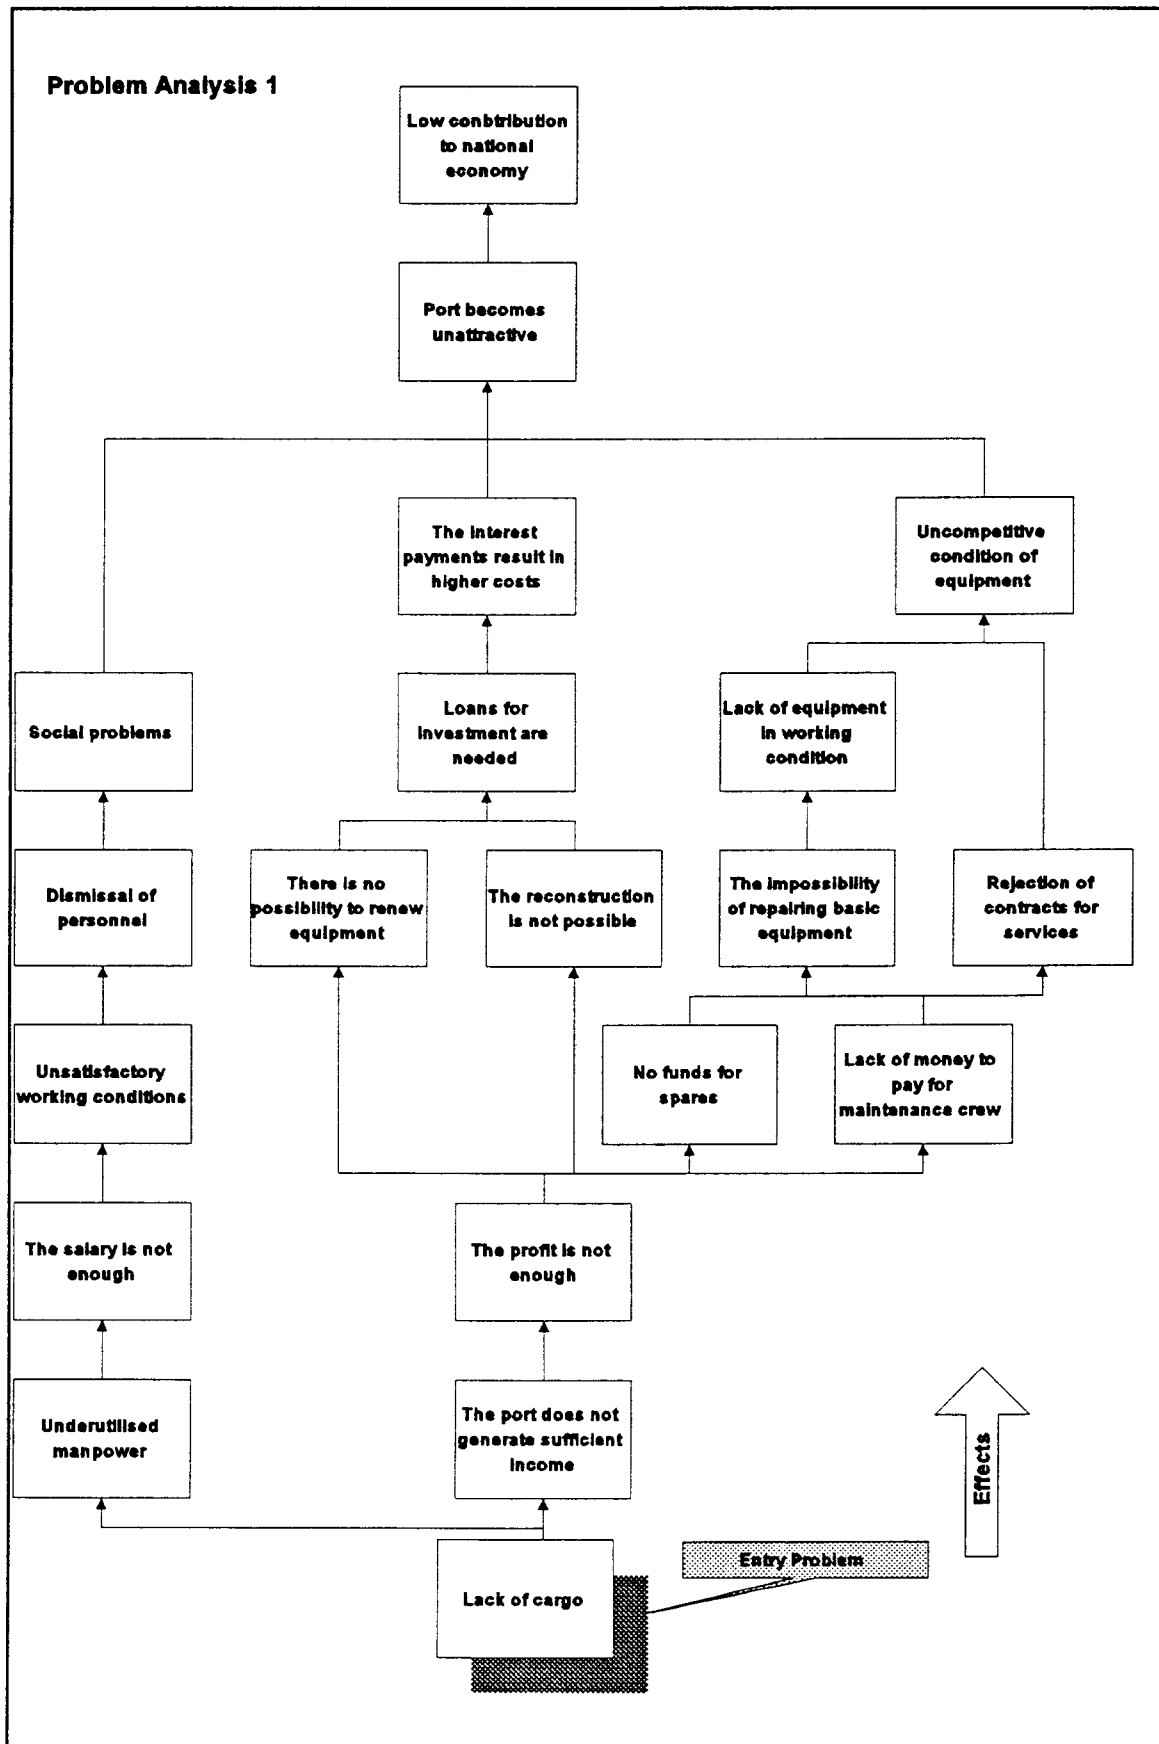 Problem Analysis 1
Low conbtribution
to national
economy
Port becomes
unattractive
The interest
payments result in
higher costs
Uncompetitive
condition of
equipment
Social problems
Loans for
investment are
needed
Lack of equipment
in working
condition
Dismissal of
personnel
There is no
possibility to renew
equipment
The reconstruction
is not possible
The impossibility
of repairing basic
equipment
Rejection of
contracts for
services
Unsatisfactory
working conditions
No funds for
spares
Lack of money to
pay for
maintenance crew
The salary is not
enough
The profit is not
enough
Underutilised
manpower
The port does not
generate sufficient
income
Effects
Entry Problem
Lack of cargo